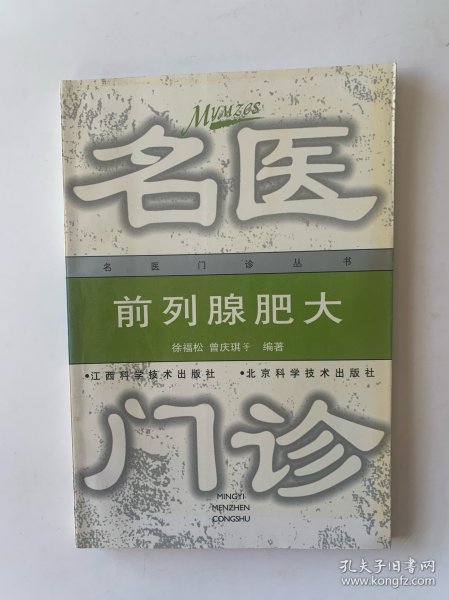 Mymzcs
名医
名医门诊丛书
前列腺肥大
徐福松 曾庆琪等 编著
•江西科学技术出版社 •北京科学技术出版社
门诊
MINGYI
MENZHEN
CONGSHU
孔夫子旧书网
www.kongfz.com